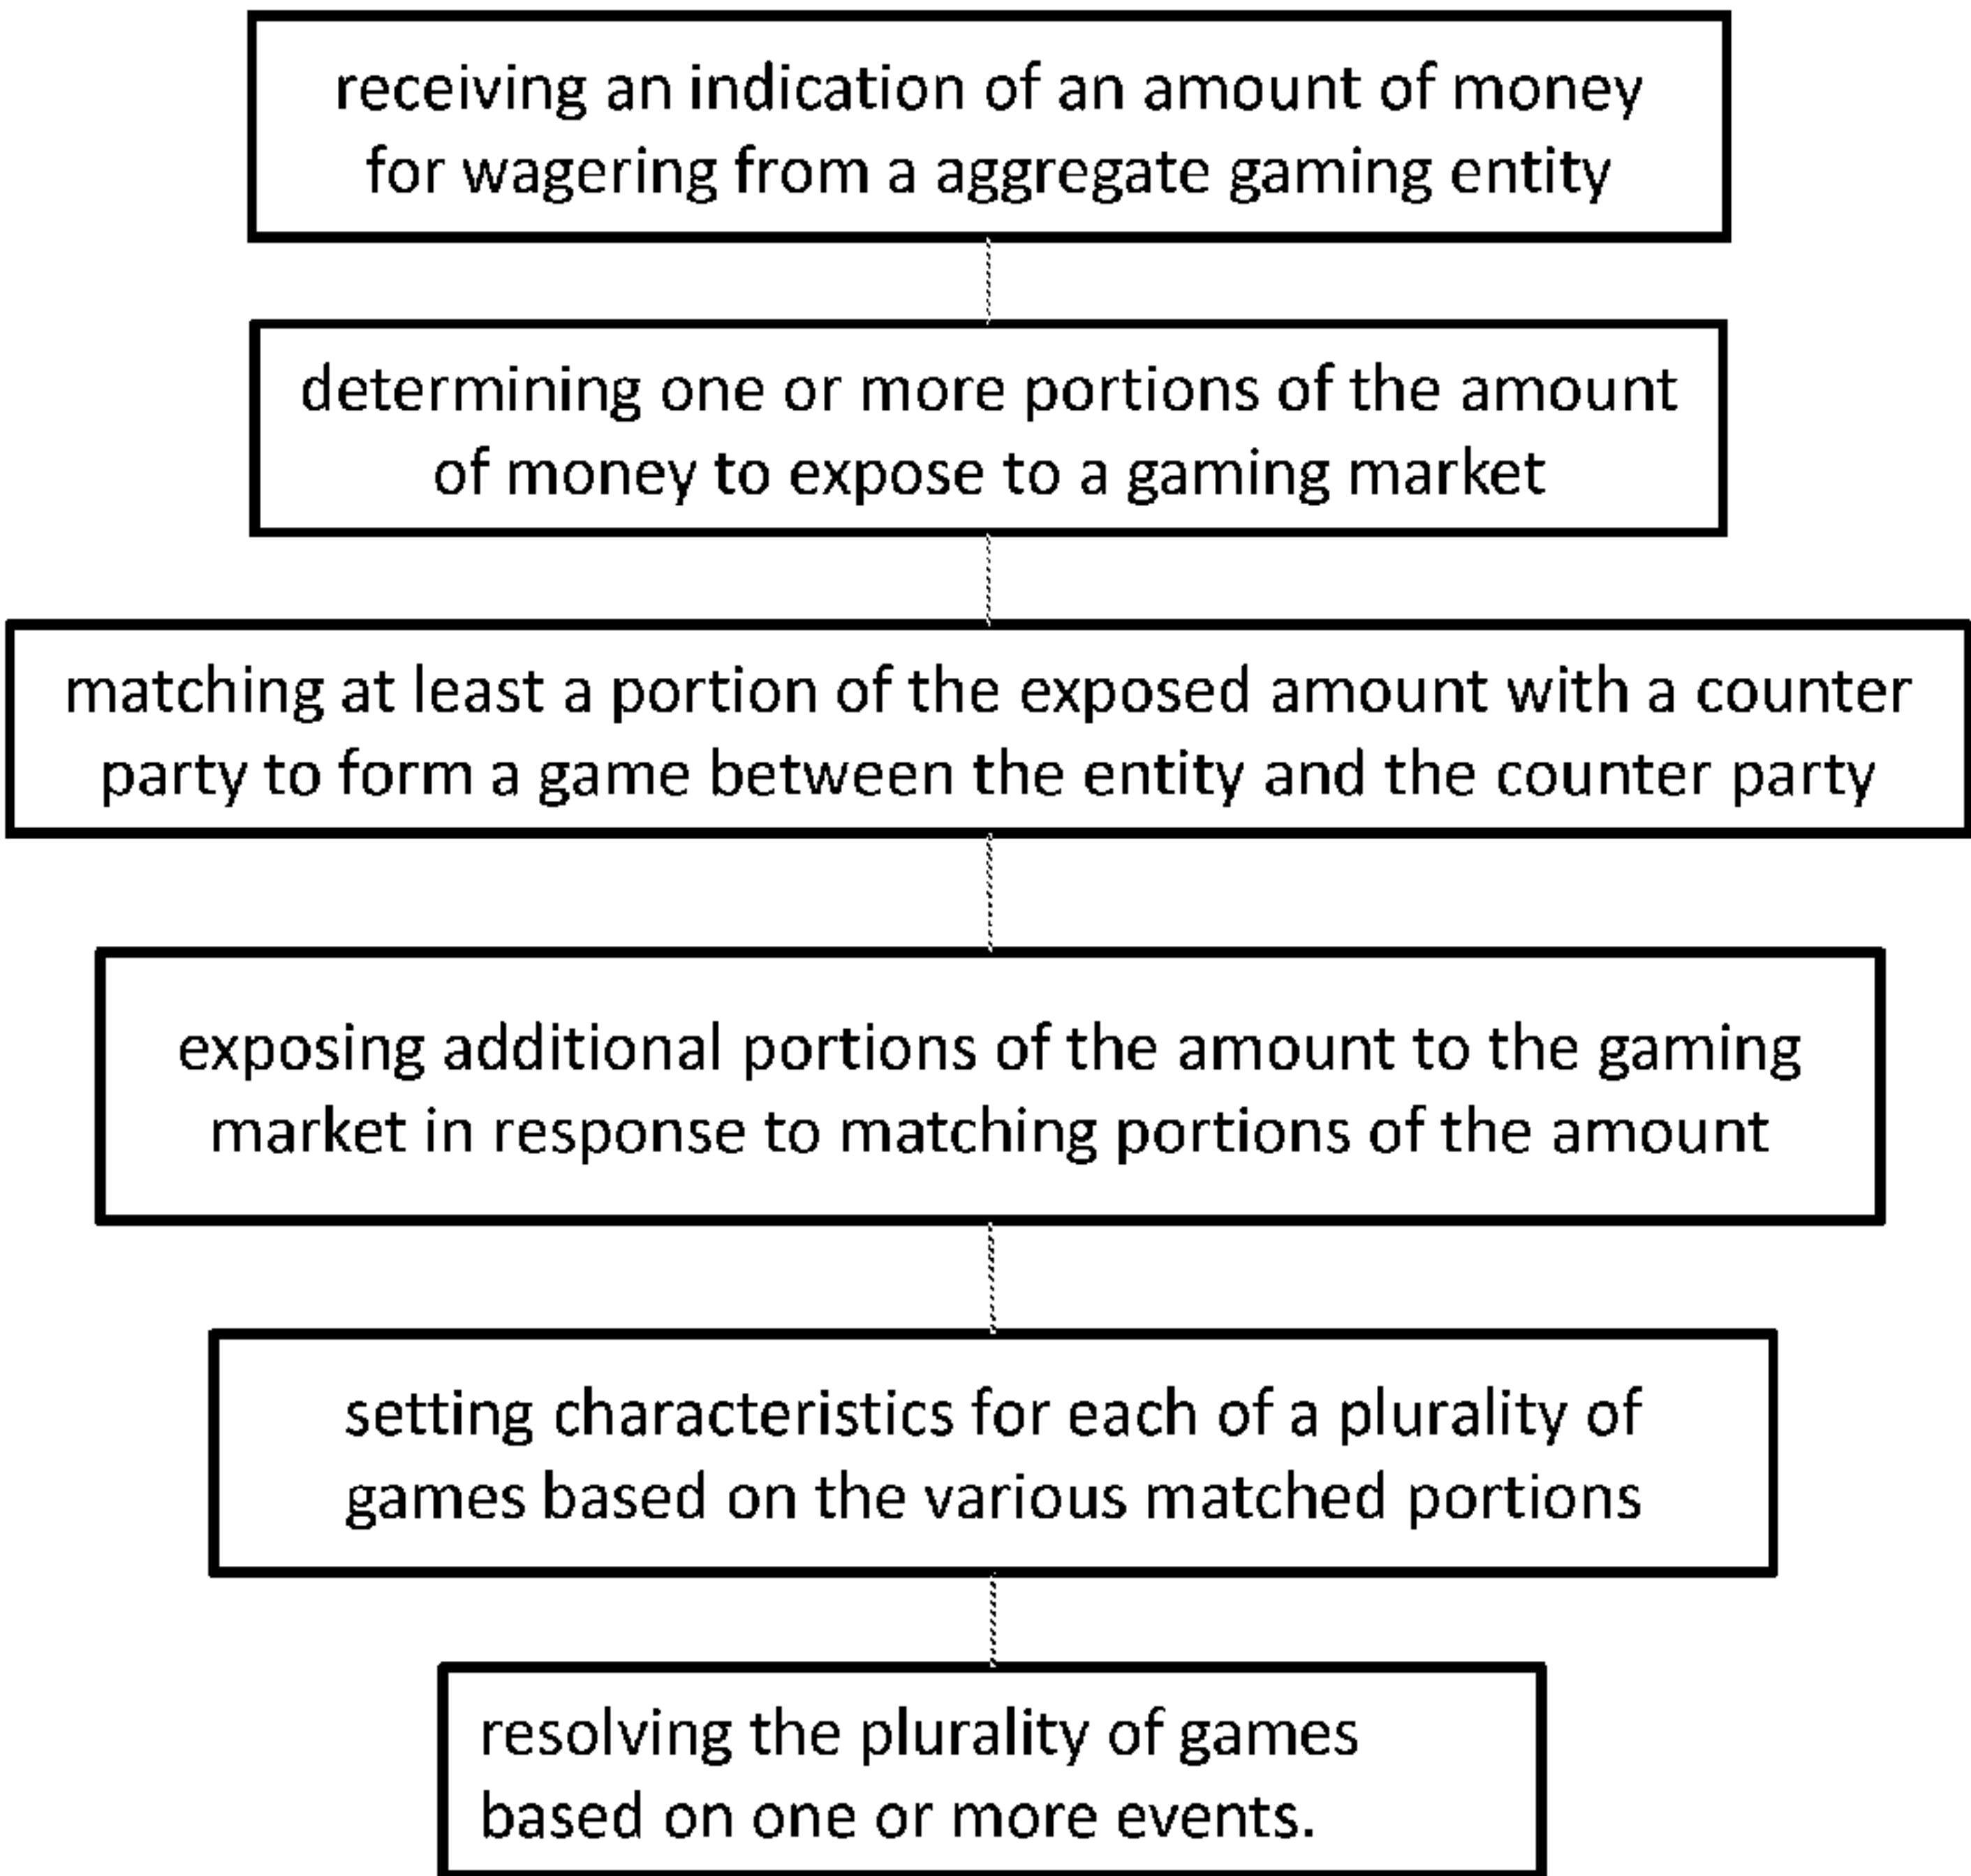 receiving an indication of an amount of money
for wagering from a aggregate gaming entity
determining one or more portions of the amount
of money to expose to a gaming market
matching at least a portion of the exposed amount with a counter
party to form a game between the entity and the counter party
exposing additional portions of the amount to the gaming
market in response to matching portions of the amount
setting characteristics for each of a plurality of
games based on the various matched portions
resolving the plurality of games
based on one or more events.